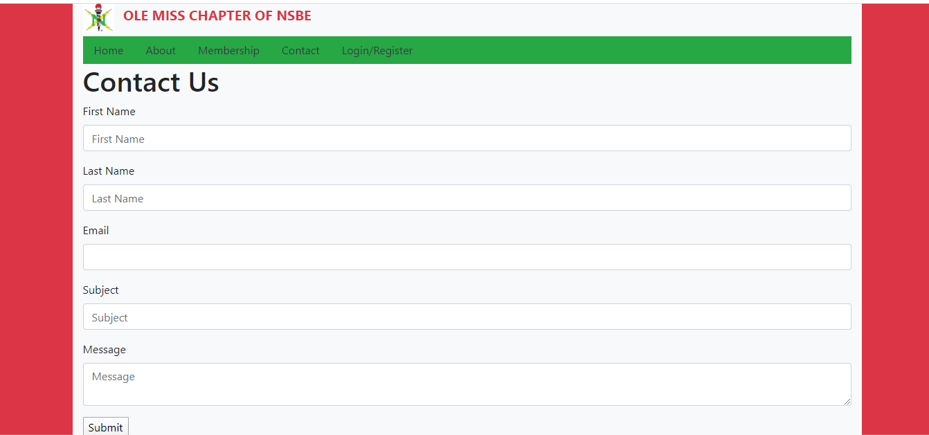 OLE MISS CHAPTER OF NSBE
Home About Membership Contact Login/Register
Contact Us
First Name
First Name
Last Name
Last Name
Email
Subject
Subject
Message
Message
Submit